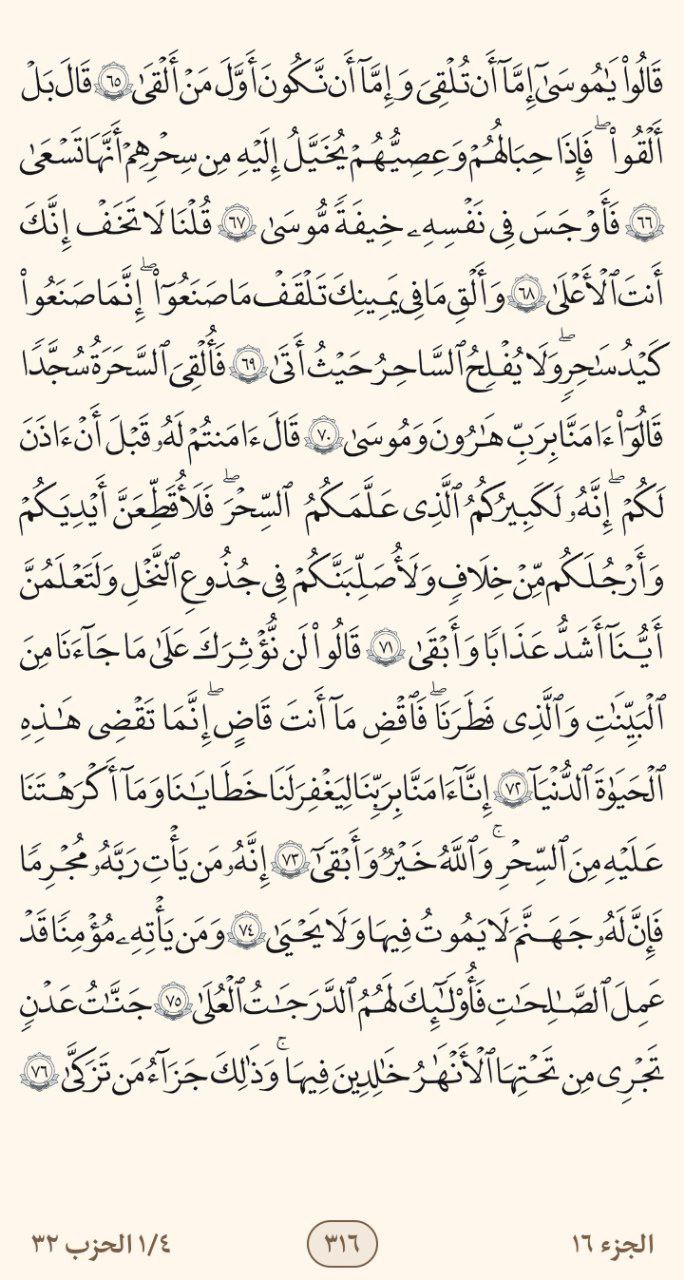 قَالُوا۟ يَـٰمُوسَىٰٓ إِمَّآ أَن تُلْقِىَ وَإِمَّآ أَن نَّكُونَ أَوَّلَ مَنْ أَلْقَىٰ ٦٥ قَالَ بَلْ
أَلْقُوا۟ ۖ فَإِذَا حِبَالُهُمْ وَعِصِيُّهُمْ يُخَيَّلُ إِلَيْهِ مِن سِحْرِهِمْ أَنَّهَا تَسْعَىٰ
٦٦ فَأَوْجَسَ فِى نَفْسِهِۦ خِيفَةً مُّوسَىٰ ٦٧ قُلْنَا لَا تَخَفْ إِنَّكَ
أَنتَ ٱلْأَعْلَىٰ ٦٨ وَأَلْقِ مَا فِى يَمِينِكَ تَلْقَفْ مَا صَنَعُوٓا۟ ۖ إِنَّمَا صَنَعُوا۟
كَيْدُ سَـٰحِرٍ ۖ وَلَا يُفْلِحُ ٱلسَّاحِرُ حَيْثُ أَتَىٰ ٦٩ فَأُلْقِىَ ٱلسَّحَرَةُ سُجَّدًا
قَالُوٓا۟ ءَامَنَّا بِرَبِّ هَـٰرُونَ وَمُوسَىٰ ٧٠ قَالَ ءَامَنتُمْ لَهُۥ قَبْلَ أَنْ ءَاذَنَ
لَكُمْ ۖ إِنَّهُۥ لَكَبِيرُكُمُ ٱلَّذِى عَلَّمَكُمُ ٱلسِّحْرَ ۖ فَلَأُقَطِّعَنَّ أَيْدِيَكُمْ
وَأَرْجُلَكُم مِّنْ خِلَـٰفٍ وَلَأُصَلِّبَنَّكُمْ فِى جُذُوعِ ٱلنَّخْلِ وَلَتَعْلَمُنَّ
أَيُّنَآ أَشَدُّ عَذَابًا وَأَبْقَىٰ ٧١ قَالُوا۟ لَن نُّؤْثِرَكَ عَلَىٰ مَا جَآءَنَا مِنَ
ٱلْبَيِّنَـٰتِ وَٱلَّذِى فَطَرَنَا ۖ فَٱقْضِ مَآ أَنتَ قَاضٍ ۖ إِنَّمَا تَقْضِى هَـٰذِهِ
ٱلْحَيَوٰةَ ٱلدُّنْيَآ ٧٢ إِنَّآ ءَامَنَّا بِرَبِّنَا لِيَغْفِرَ لَنَا خَطَـٰيَـٰنَا وَمَآ أَكْرَهْتَنَا
عَلَيْهِ مِنَ ٱلسِّحْرِ ۗ وَٱللَّهُ خَيْرٌ وَأَبْقَىٰٓ ٧٣ إِنَّهُۥ مَن يَأْتِ رَبَّهُۥ مُجْرِمًا
فَإِنَّ لَهُۥ جَهَنَّمَ لَا يَمُوتُ فِيهَا وَلَا يَحْيَىٰ ٧٤ وَمَن يَأْتِهِۦ مُؤْمِنًا قَدْ
عَمِلَ ٱلصَّـٰلِحَـٰتِ فَأُو۟لَـٰٓئِكَ لَهُمُ ٱلدَّرَجَـٰتُ ٱلْعُلَىٰ ٧٥ جَنَّـٰتُ عَدْنٍ
تَجْرِى مِن تَحْتِهَا ٱلْأَنْهَـٰرُ خَـٰلِدِينَ فِيهَا ۚ وَذَٰلِكَ جَزَآءُ مَن تَزَكَّىٰ ٧٦
الجزء ١٦ ٣١٦ ١/٤ الحزب ٣٢